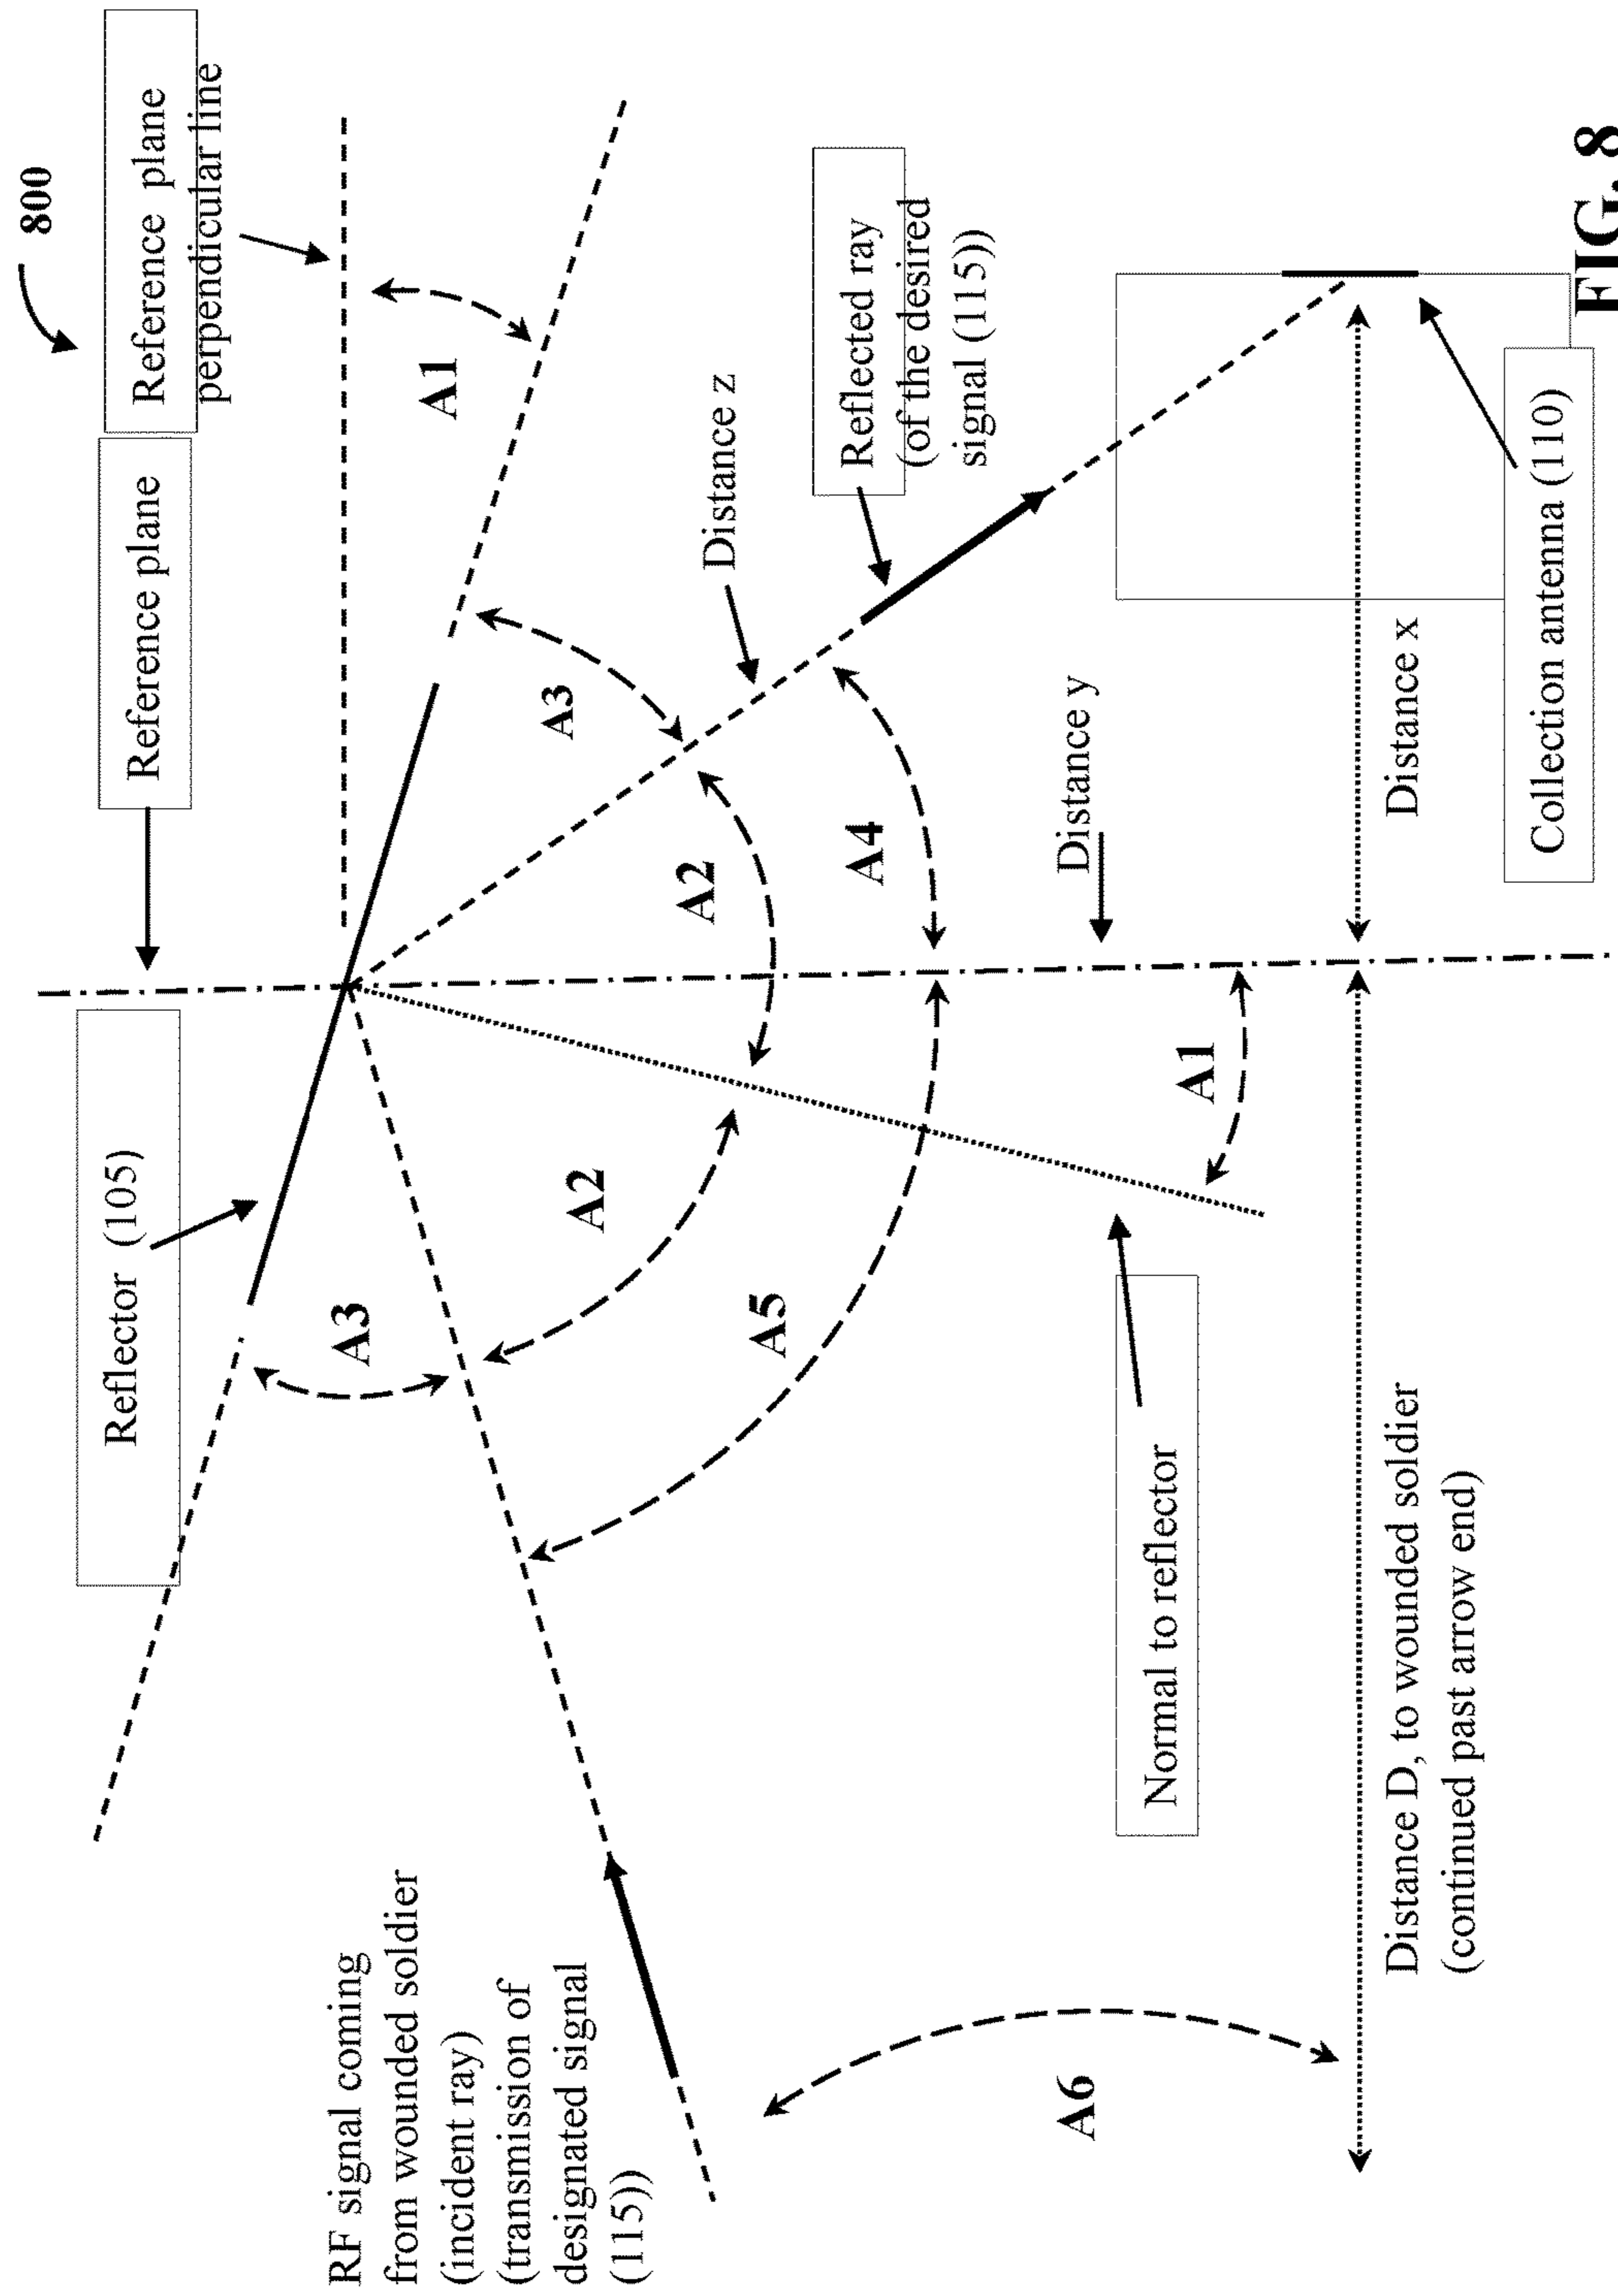 800
Reference plane
perpendicular line
Reference plane
Reflector (105)
A1
A3
A3
A2
A2
A4
A5
A1
A6
Distance z
Reflected ray
(of the desired
signal (115))
Distance y
RF signal coming
from wounded soldier
(incident ray)
(transmission of
designated signal
(115))
Normal to reflector
Distance x
Distance D, to wounded soldier
(continued past arrow end)
Collection antenna (110)
FIG. 8